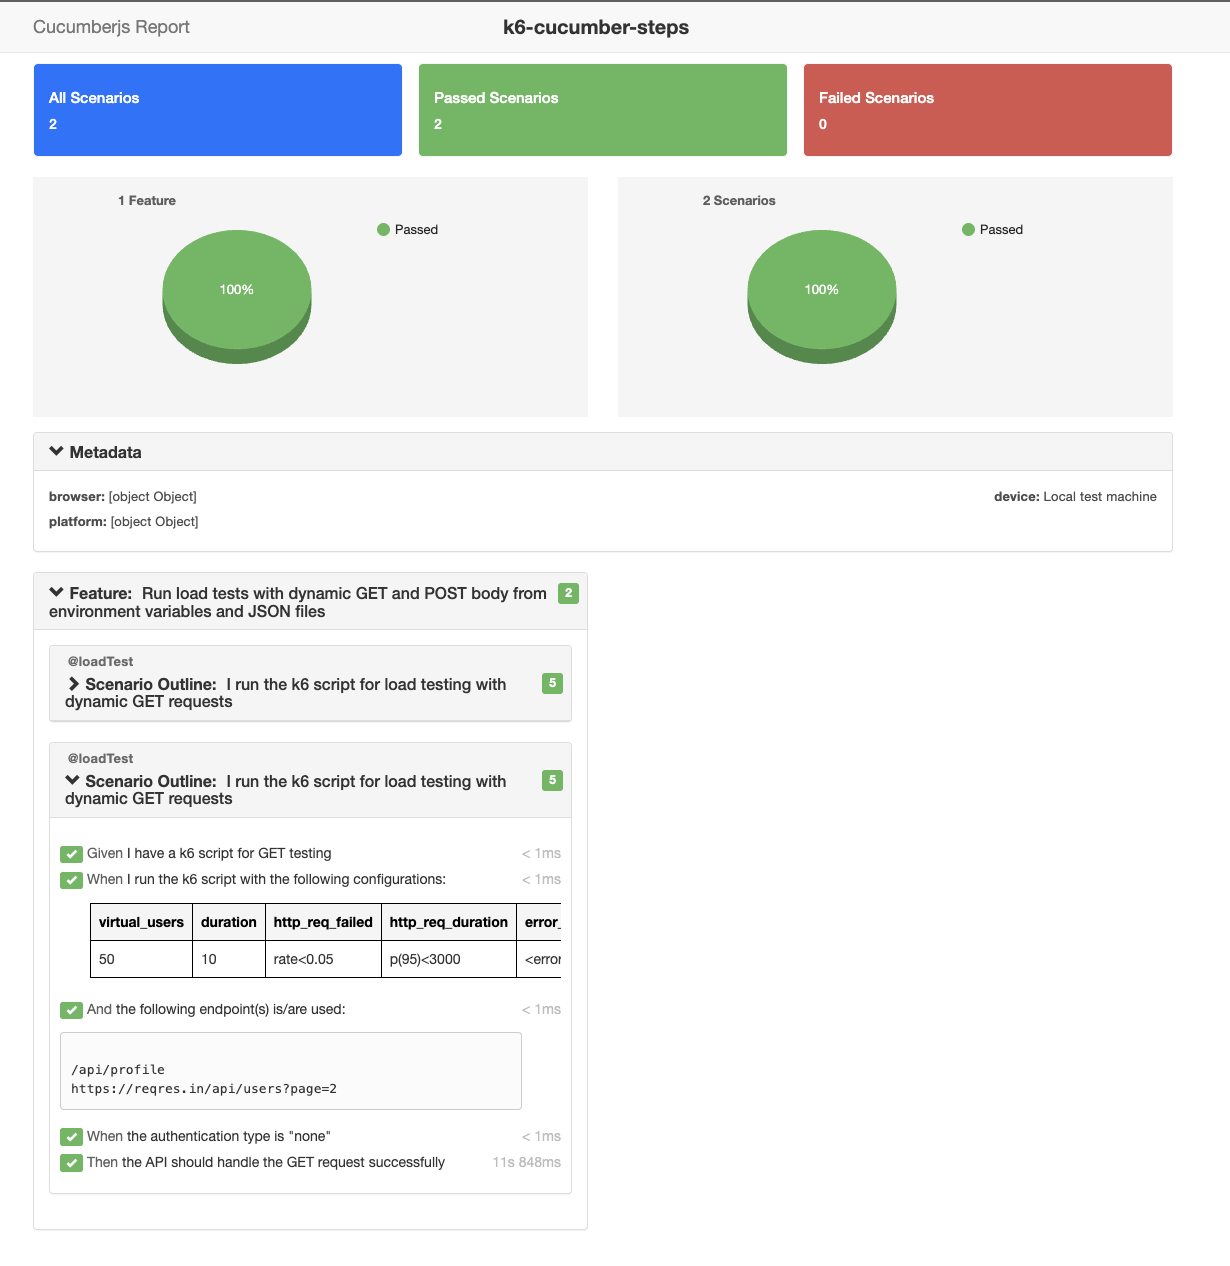 Cucumberjs Report
k6-cucumber-steps
All Scenarios
2
Passed Scenarios
2
Failed Scenarios
0
1 Feature
Passed
100%
2 Scenarios
Passed
100%
Metadata
browser: [object Object]
device: Local test machine
platform: [object Object]
Feature: Run load tests with dynamic GET and POST body from 2
environment variables and JSON files
@loadTest
Scenario Outline: I run the k6 script for load testing with 5
dynamic GET requests
@loadTest
Scenario Outline: I run the k6 script for load testing with 5
dynamic GET requests
Given I have a k6 script for GET testing < 1ms
When I run the k6 script with the following configurations: < 1ms
virtual_users duration http_req_failed http_req_duration error_
50 10 rate<0.05 p(95)<3000 <error
And the following endpoint(s) is/are used: < 1ms
/api/profile
https://reqres.in/api/users?page=2
When the authentication type is "none" < 1ms
Then the API should handle the GET request successfully 11s 848ms